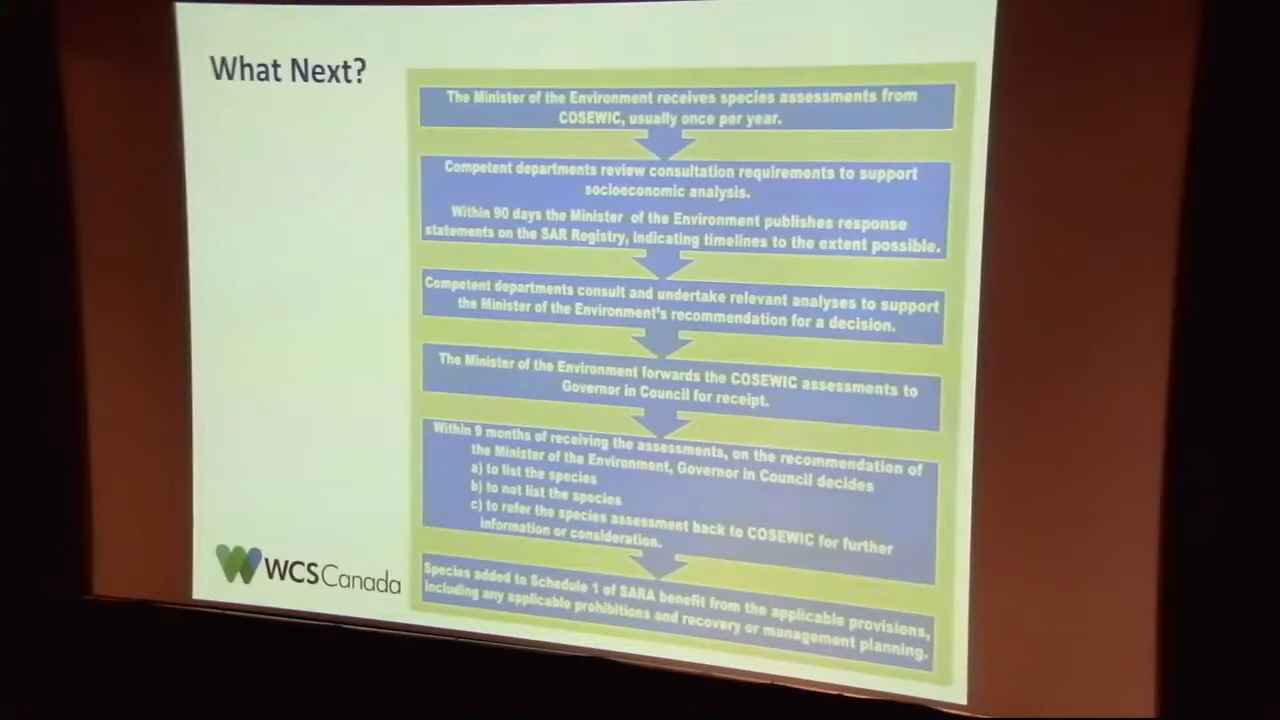 What Next?
The Minister of the Environment receives species assessments from
COSEWIC, usually once per year.
Competent departments review consultation requirements to support
socioeconomic analysis.
Within 90 days the Minister of the Environment publishes response
statements on the SAR Registry, indicating timelines to the extent possible.
Competent departments consult and undertake relevant analyses to support
the Minister of the Environment's recommendation for a decision.
The Minister of the Environment forwards the COSEWIC assessments to
Governor in Council for receipt.
Within 9 months of receiving the assessments, on the recommendation of
the Minister of the Environment, Governor in Council decides
a) to list the species
b) to not list the species
c) to refer the species assessment back to COSEWIC for further
information or consideration.
Species added to Schedule 1 of SARA benefit from the applicable provisions,
including any applicable prohibitions and recovery or management planning.
WCS Canada